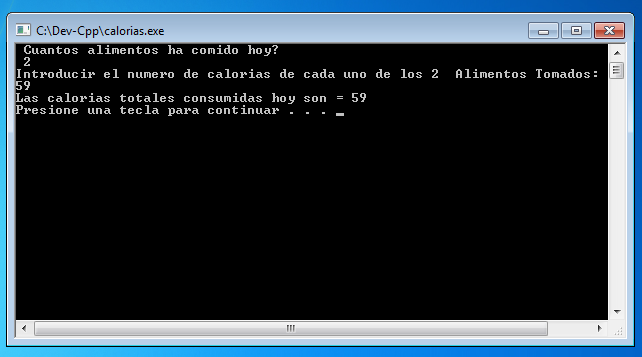 C:\Dev-Cpp\calorias.exe
Cuantos alimentos ha comido hoy?
2
Introducir el numero de calorias de cada uno de los 2  Alimentos Tomados:
59
Las calorias totales consumidas hoy son = 59
Presione una tecla para continuar . . . _